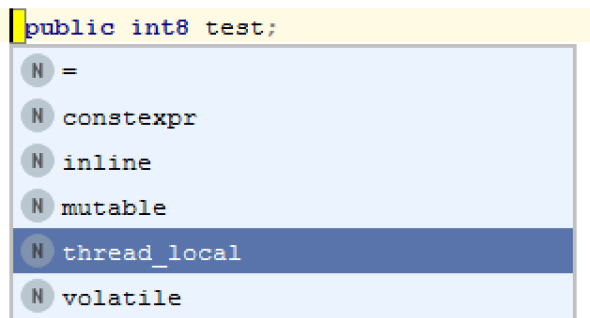 public int8 test;
N =
N constexpr
N inline
N mutable
N thread_local
N volatile